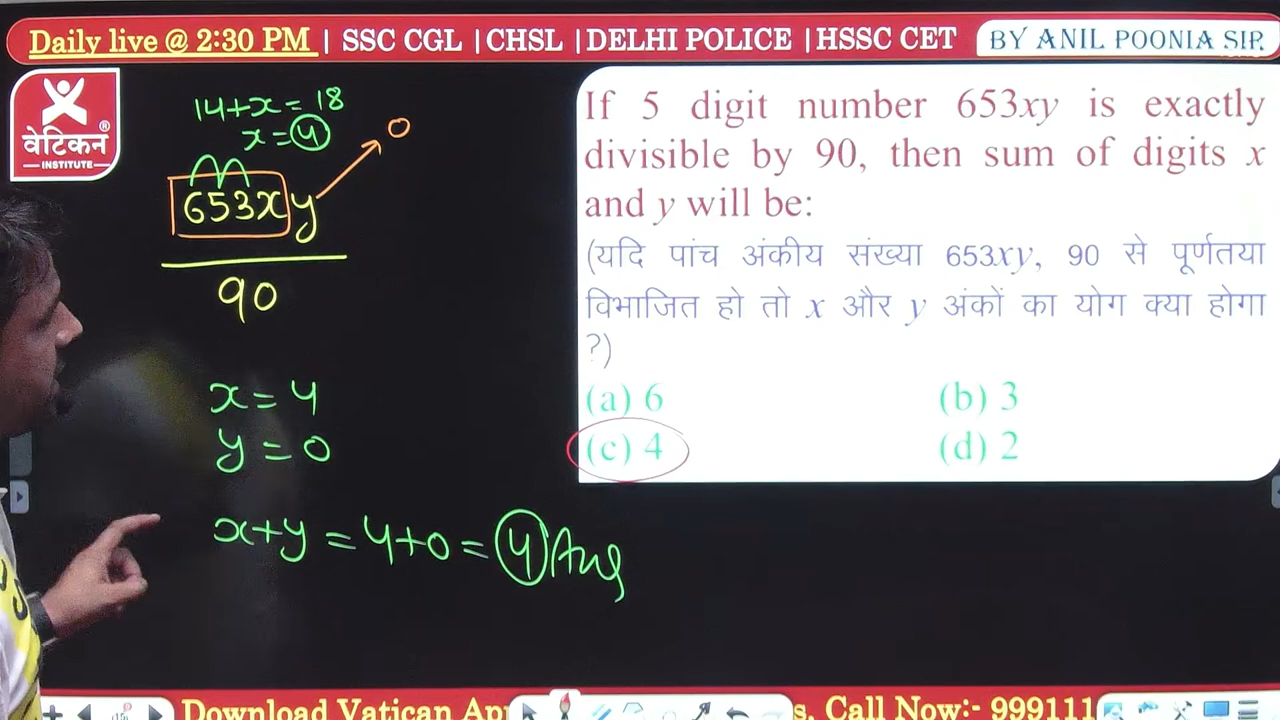 Daily live @ 2:30 PM | SSC CGL |CHSL |DELHI POLICE |HSSC CET
BY ANIL POONIA SIR
वेटिकन
INSTITUTE
14+x=18
x=4
0
653xy
90
x=4
y=0
x+y=4+0=4 Ans
If 5 digit number 653xy is exactly
divisible by 90, then sum of digits x
and y will be:
(यदि पांच अंकीय संख्या 653xy, 90 से पूर्णतया
विभाजित हो तो x और y अंकों का योग क्या होगा
?)
(a) 6 (b) 3
(c) 4 (d) 2
Download Vatican App
s. Call Now:- 999111